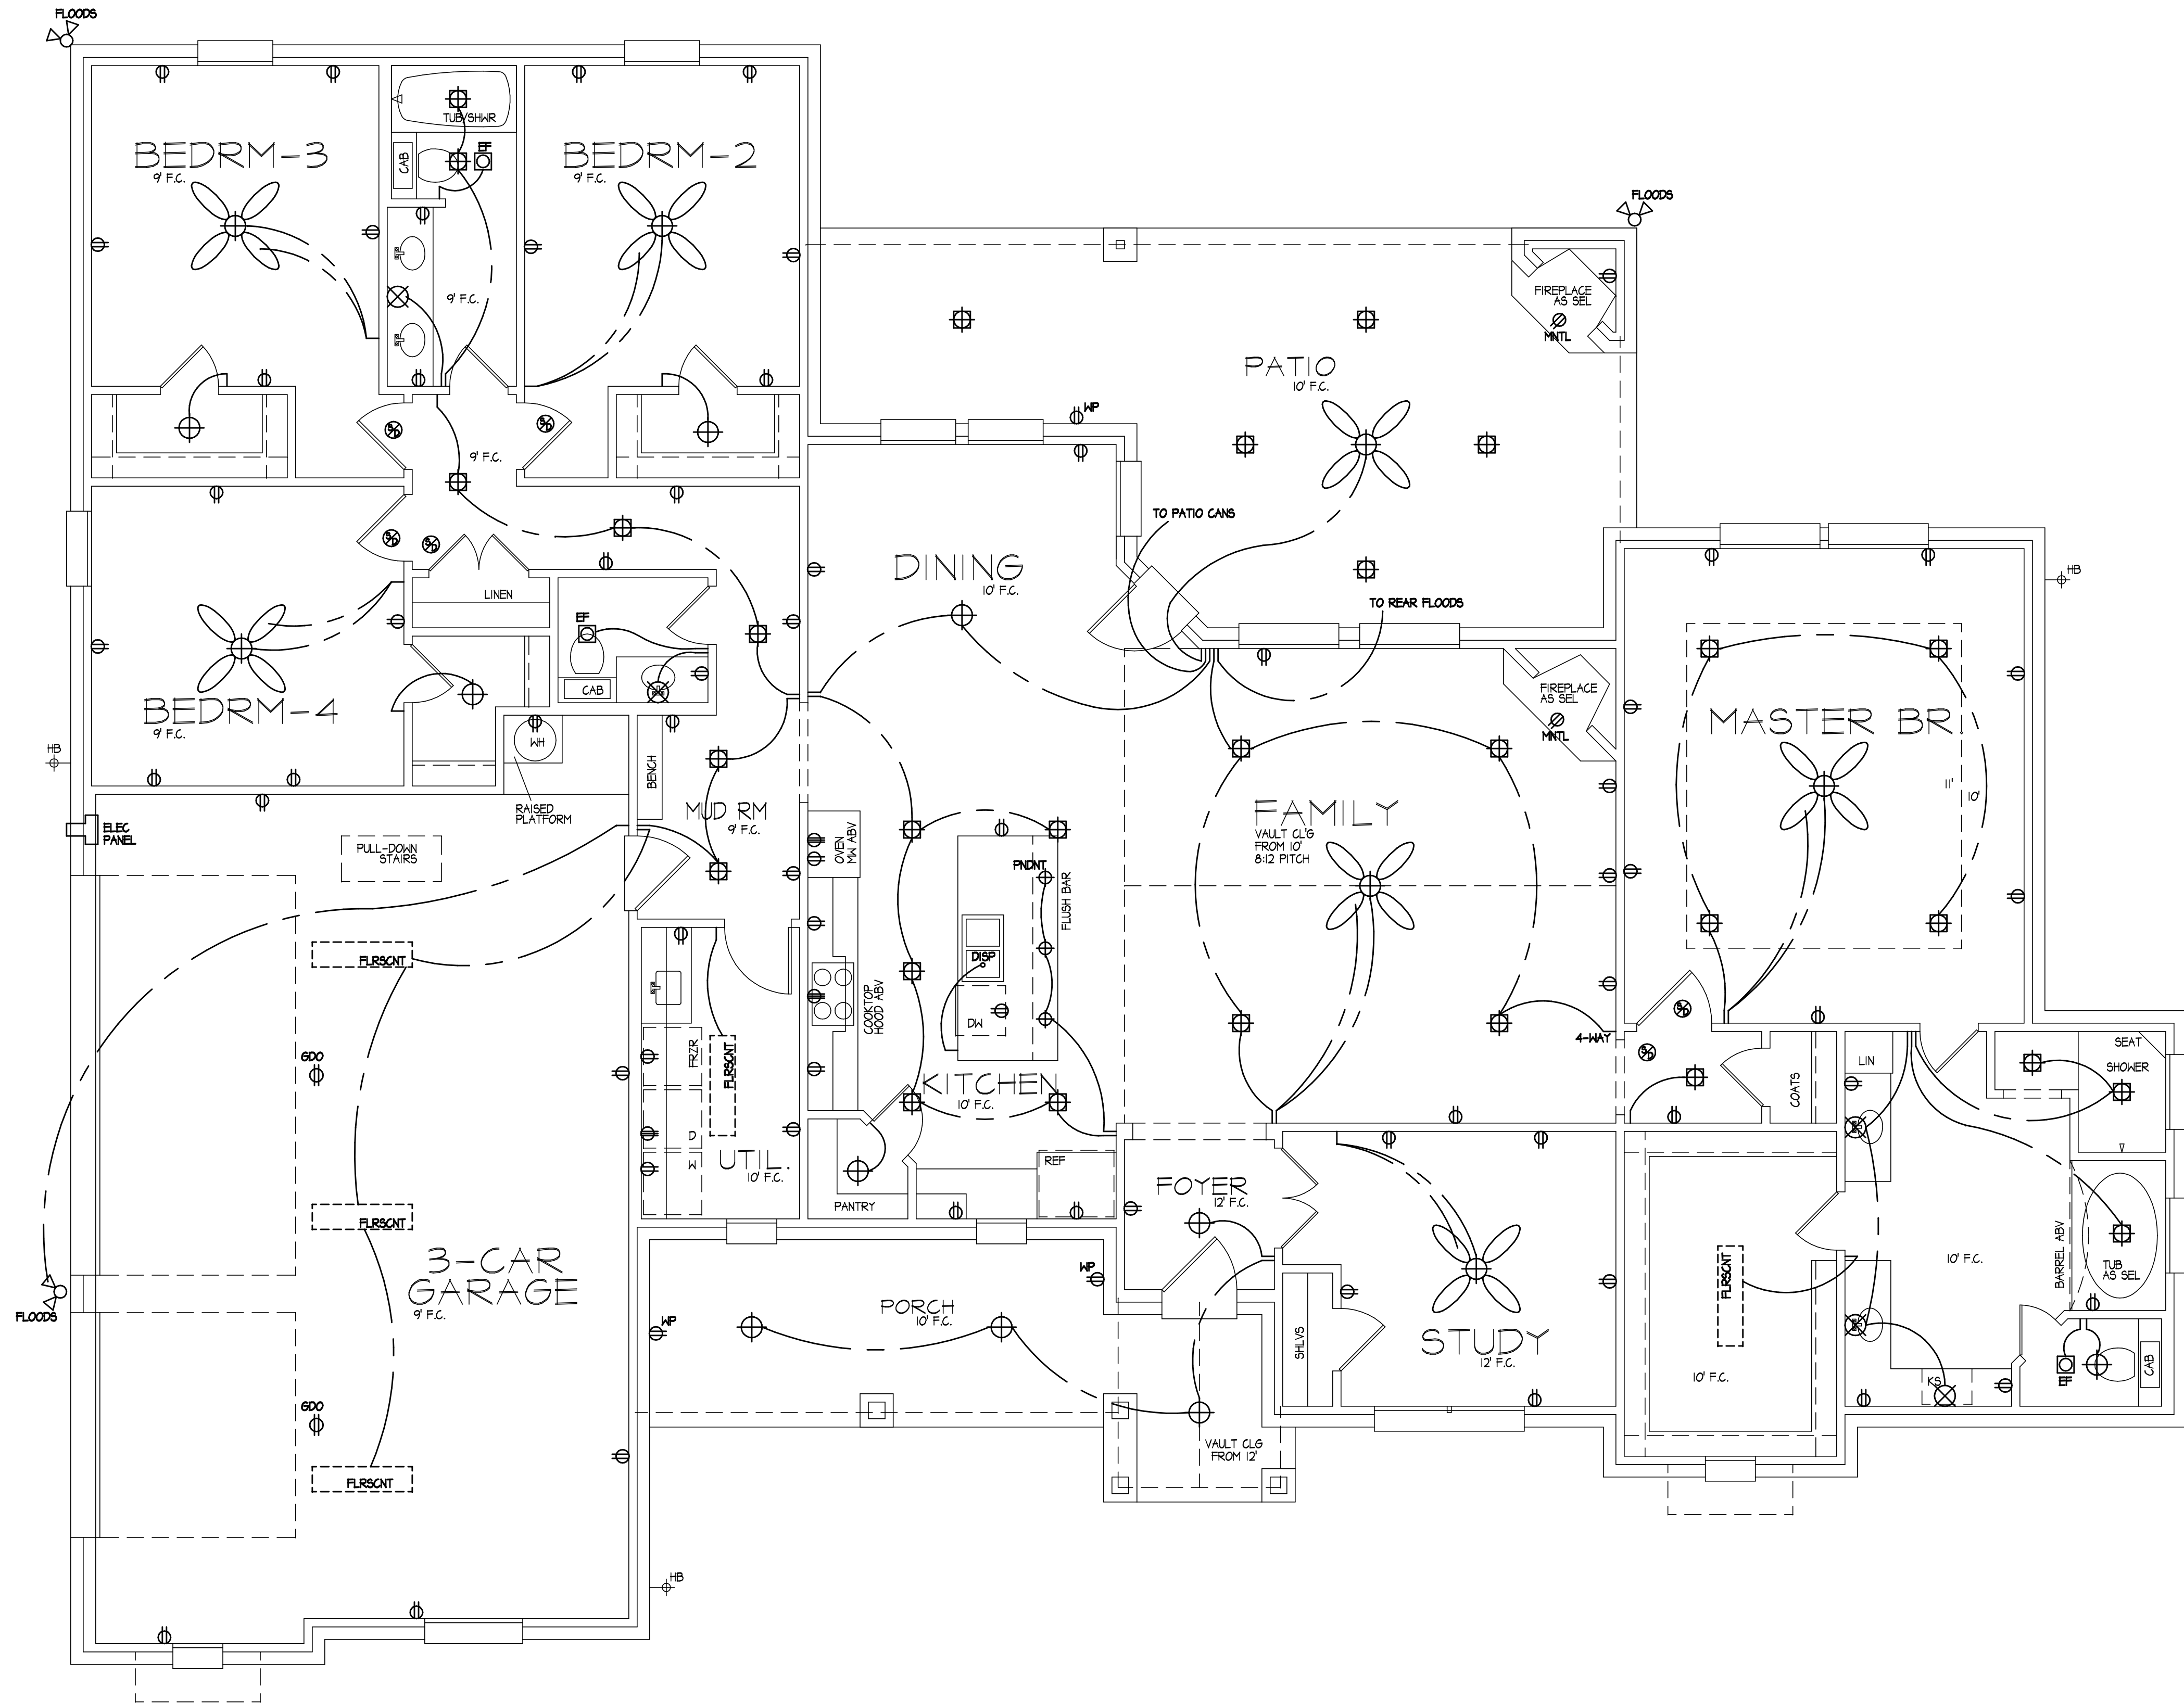 FLOODS
BEDRM-3
9' F.C.
TUB/SHWR
CAB
EF
BEDRM-2
9' F.C.
9' F.C.
FLOODS
FIREPLACE
AS SEL
MNTL
PATIO
10' F.C.
WP
S/D
S/D
9' F.C.
TO PATIO CANS
S/D
S/D
LINEN
DINING
10' F.C.
HB
TO REAR FLOODS
EF
CAB
BEDRM-4
9' F.C.
FIREPLACE
AS SEL
MNTL
MASTER BR.
HB
WH
RAISED
PLATFORM
BENCH
MUD RM
9' F.C.
FAMILY
VAULT CL'G
FROM 10'
8:12 PITCH
11'
10'
ELEC
PANEL
PULL-DOWN
STAIRS
OVEN
MW ABV
PNDNT
FLUSH BAR
FLRSCNT
DISP
COOKTOP
HOOD ABV
DW
S/D
4-WAY
S/D
GDO
FRZR
FLRSCNT
KITCHEN
10' F.C.
COATS
LIN
SEAT
SHOWER
D
W
UTIL.
10' F.C.
PANTRY
REF
FOYER
12' F.C.
FLRSCNT
3-CAR
GARAGE
9' F.C.
FLOODS
WP
WP
PORCH
10' F.C.
SHLVS
STUDY
12' F.C.
FLRSCNT
10' F.C.
10' F.C.
BARREL ABV
TUB
AS SEL
KS
EF
CAB
GDO
FLRSCNT
VAULT CLG
FROM 12'
HB